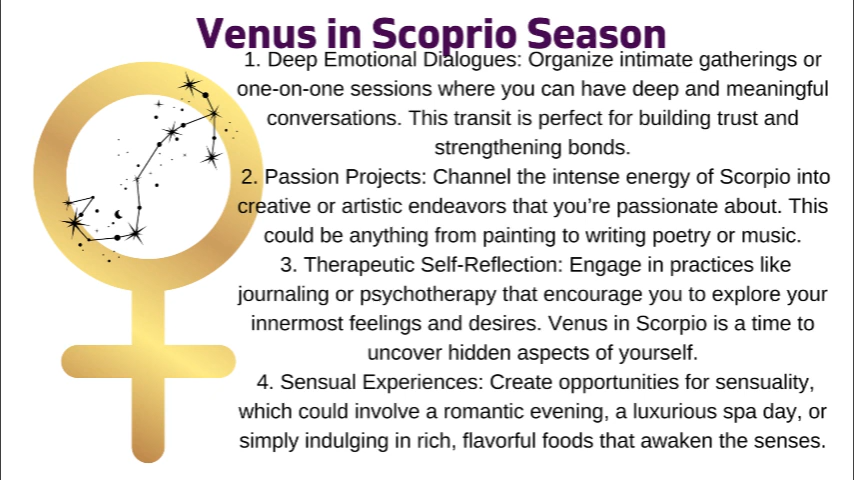 Venus in Scoprio Season
1. Deep Emotional Dialogues: Organize intimate gatherings or
one-on-one sessions where you can have deep and meaningful
conversations. This transit is perfect for building trust and
strengthening bonds.
2. Passion Projects: Channel the intense energy of Scorpio into
creative or artistic endeavors that you’re passionate about. This
could be anything from painting to writing poetry or music.
3. Therapeutic Self-Reflection: Engage in practices like
journaling or psychotherapy that encourage you to explore your
innermost feelings and desires. Venus in Scorpio is a time to
uncover hidden aspects of yourself.
4. Sensual Experiences: Create opportunities for sensuality,
which could involve a romantic evening, a luxurious spa day, or
simply indulging in rich, flavorful foods that awaken the senses.